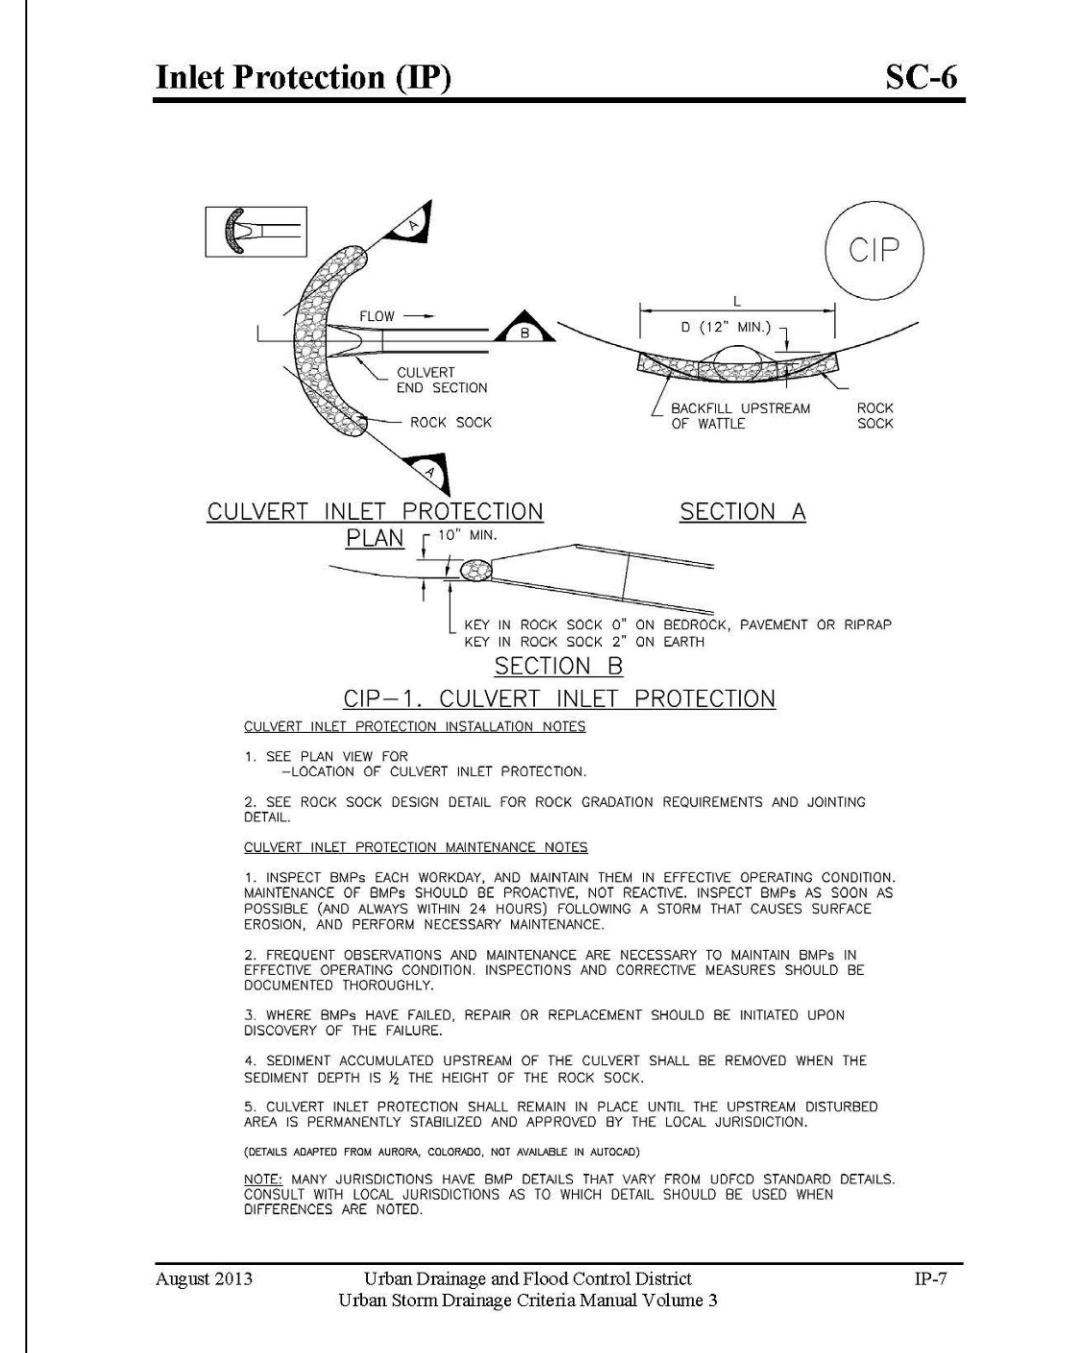 Inlet Protection (IP) SC-6
A
CIP
FLOW
B
L
D (12" MIN.)
CULVERT
END SECTION
ROCK SOCK
BACKFILL UPSTREAM
OF WATTLE
ROCK
SOCK
A
CULVERT INLET PROTECTION
PLAN
SECTION A
10" MIN.
KEY IN ROCK SOCK 0" ON BEDROCK, PAVEMENT OR RIPRAP
KEY IN ROCK SOCK 2" ON EARTH
SECTION B
CIP-1. CULVERT INLET PROTECTION
CULVERT INLET PROTECTION INSTALLATION NOTES
1. SEE PLAN VIEW FOR
-LOCATION OF CULVERT INLET PROTECTION.
2. SEE ROCK SOCK DESIGN DETAIL FOR ROCK GRADATION REQUIREMENTS AND JOINTING
DETAIL.
CULVERT INLET PROTECTION MAINTENANCE NOTES
1. INSPECT BMPs EACH WORKDAY, AND MAINTAIN THEM IN EFFECTIVE OPERATING CONDITION.
MAINTENANCE OF BMPs SHOULD BE PROACTIVE, NOT REACTIVE. INSPECT BMPs AS SOON AS
POSSIBLE (AND ALWAYS WITHIN 24 HOURS) FOLLOWING A STORM THAT CAUSES SURFACE
EROSION, AND PERFORM NECESSARY MAINTENANCE.
2. FREQUENT OBSERVATIONS AND MAINTENANCE ARE NECESSARY TO MAINTAIN BMPs IN
EFFECTIVE OPERATING CONDITION. INSPECTIONS AND CORRECTIVE MEASURES SHOULD BE
DOCUMENTED THOROUGHLY.
3. WHERE BMPs HAVE FAILED, REPAIR OR REPLACEMENT SHOULD BE INITIATED UPON
DISCOVERY OF THE FAILURE.
4. SEDIMENT ACCUMULATED UPSTREAM OF THE CULVERT SHALL BE REMOVED WHEN THE
SEDIMENT DEPTH IS ½ THE HEIGHT OF THE ROCK SOCK.
5. CULVERT INLET PROTECTION SHALL REMAIN IN PLACE UNTIL THE UPSTREAM DISTURBED
AREA IS PERMANENTLY STABILIZED AND APPROVED BY THE LOCAL JURISDICTION.
(DETAILS ADAPTED FROM AURORA, COLORADO, NOT AVAILABLE IN AUTOCAD)
NOTE: MANY JURISDICTIONS HAVE BMP DETAILS THAT VARY FROM UDFCD STANDARD DETAILS.
CONSULT WITH LOCAL JURISDICTIONS AS TO WHICH DETAIL SHOULD BE USED WHEN
DIFFERENCES ARE NOTED.
August 2013 Urban Drainage and Flood Control District IP-7
Urban Storm Drainage Criteria Manual Volume 3